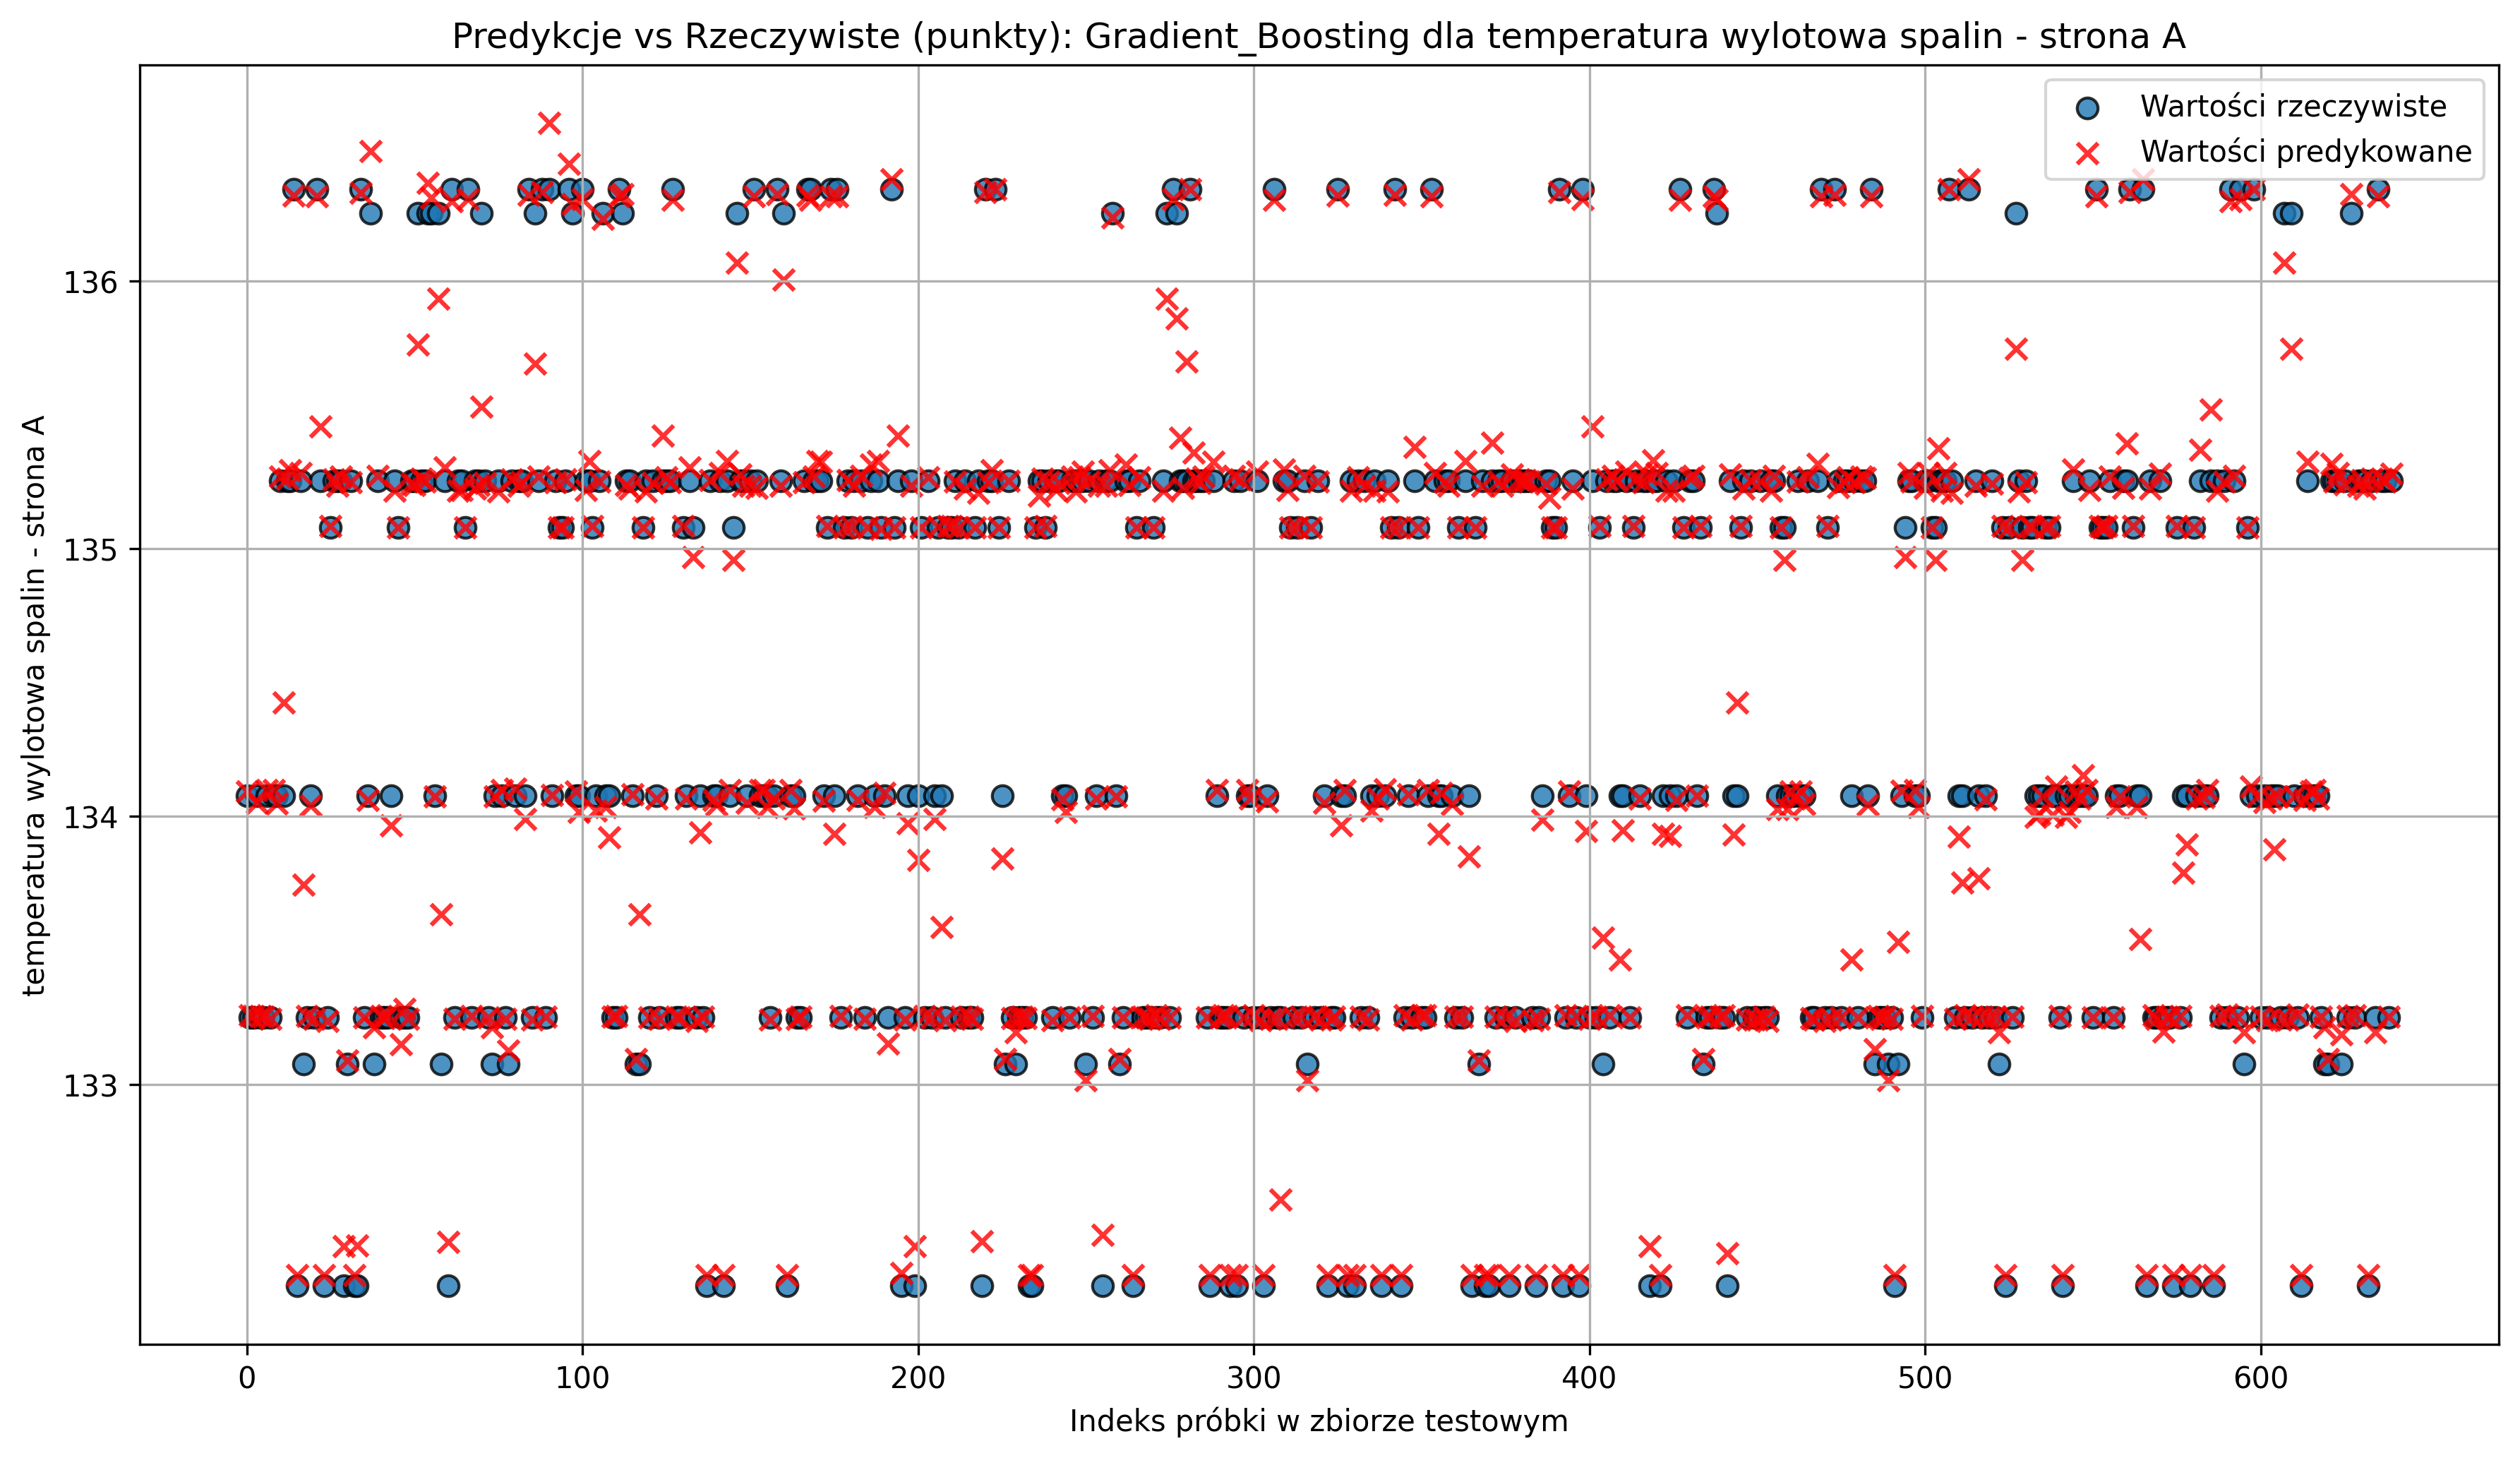 Predykcje vs Rzeczywiste (punkty): Gradient_Boosting dla temperatura wylotowa spalin - strona A
Wartości rzeczywiste
Wartości predykowane
temperatura wylotowa spalin - strona A
136
135
134
133
0 100 200 300 400 500 600
Indeks próbki w zbiorze testowym